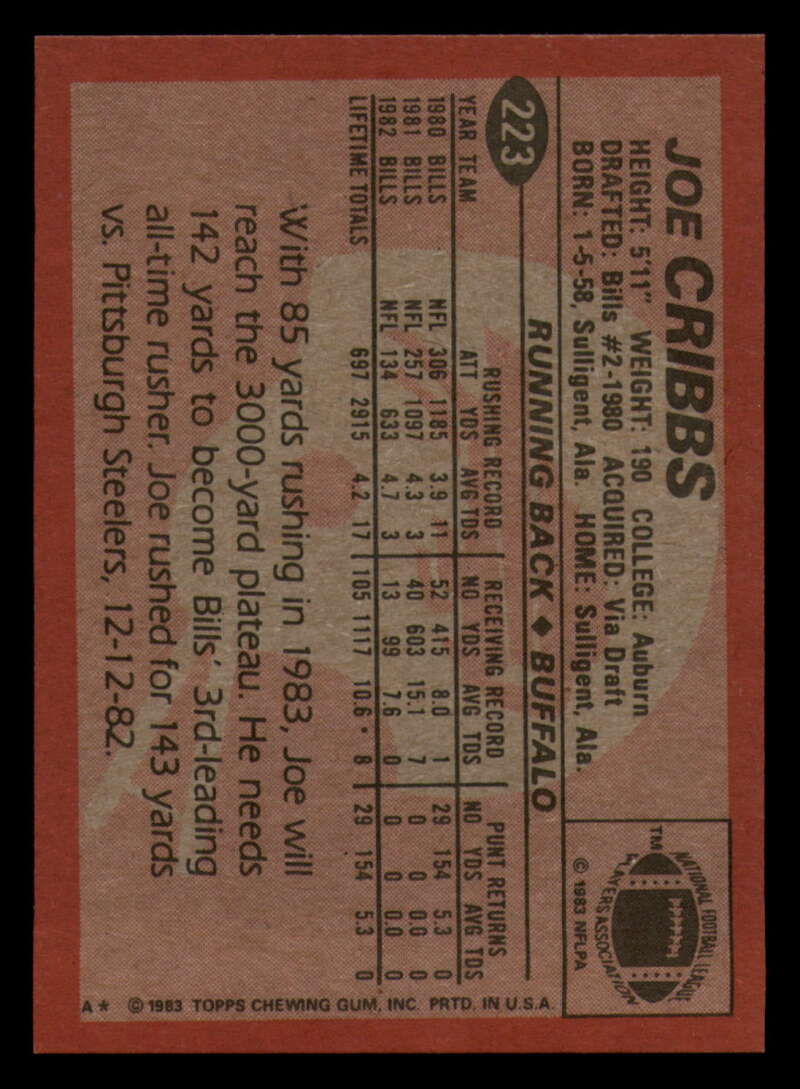 JOE CRIBBS
HEIGHT: 5'11" WEIGHT: 190 COLLEGE: Auburn
DRAFTED: Bills #2-1980 ACQUIRED: Via Draft
BORN: 1-5-58, Sulligent, Ala. HOME: Sulligent, Ala.
TM
NATIONAL FOOTBALL LEAGUE
PLAYERS ASSOCIATION
© 1983 NFLPA
223
RUNNING BACK ♦ BUFFALO
RUSHING RECORD RECEIVING RECORD PUNT RETURNS
YEAR TEAM ATT YDS AVG TDS NO YDS AVG TDS NO YDS AVG TDS
1980 BILLS NFL 306 1185 3.9 11 52 415 8.0 1 29 154 5.3 0
1981 BILLS NFL 257 1097 4.3 3 40 603 15.1 7 0 0 0.0 0
1982 BILLS NFL 134 633 4.7 3 13 99 7.6 0 0 0 0.0 0
LIFETIME TOTALS 697 2915 4.2 17 105 1117 10.6 8 29 154 5.3 0
With 85 yards rushing in 1983, Joe will
reach the 3000-yard plateau. He needs
142 yards to become Bills' 3rd-leading
all-time rusher. Joe rushed for 143 yards
vs. Pittsburgh Steelers, 12-12-82.
A* © 1983 TOPPS CHEWING GUM, INC. PRTD. IN U.S.A.